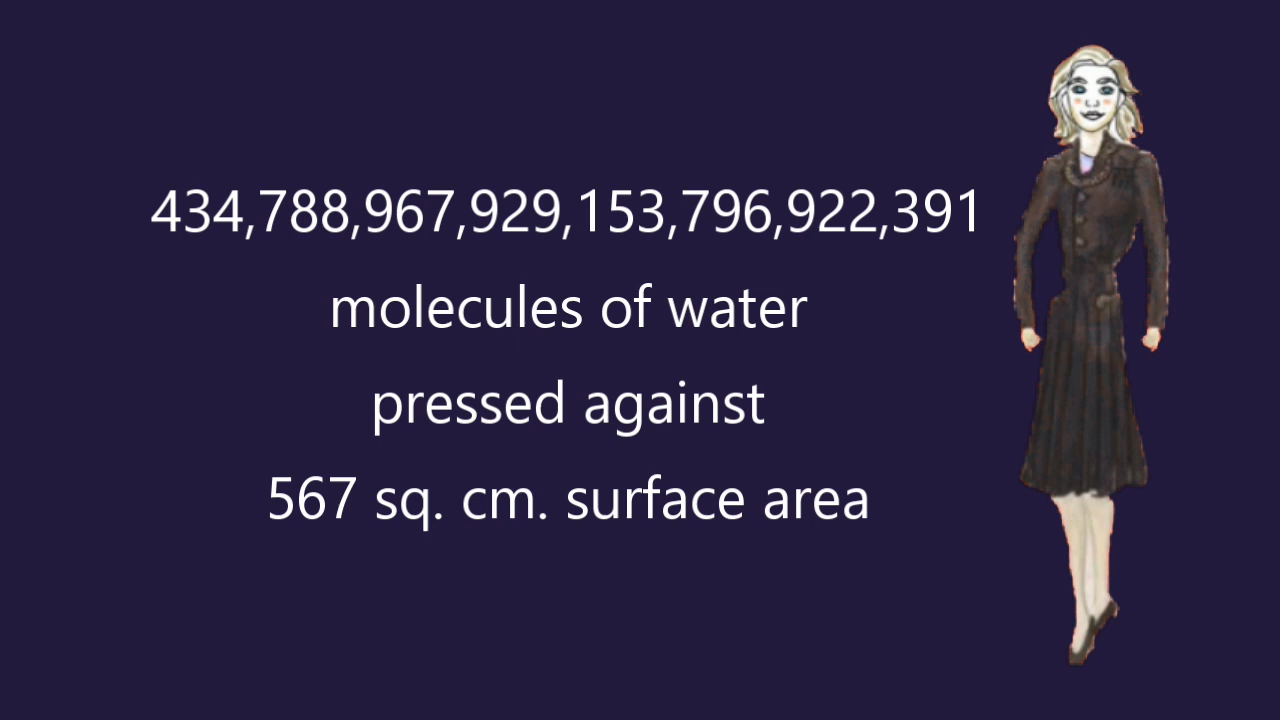 434,788,967,929,153,796,922,391
molecules of water
pressed against
567 sq. cm. surface area